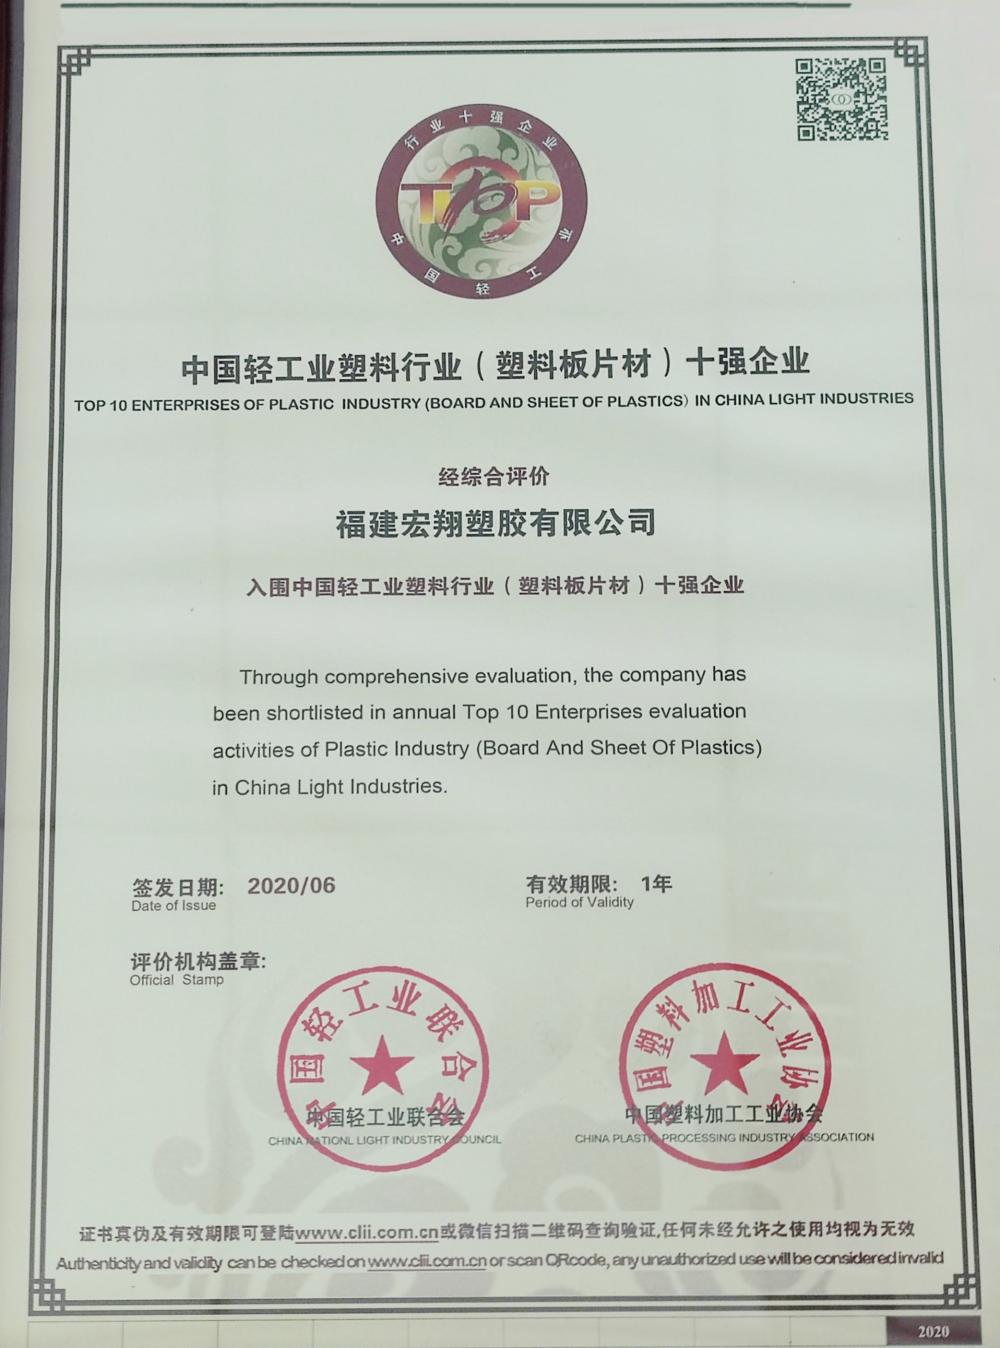 行业十强企业
TOP
10
中国轻工业
中国轻工业塑料行业（塑料板片材）十强企业
TOP 10 ENTERPRISES OF PLASTIC INDUSTRY (BOARD AND SHEET OF PLASTICS) IN CHINA LIGHT INDUSTRIES
经综合评价
福建宏翔塑胶有限公司
入围中国轻工业塑料行业（塑料板片材）十强企业
Through comprehensive evaluation, the company has
been shortlisted in annual Top 10 Enterprises evaluation
activities of Plastic Industry (Board And Sheet Of Plastics)
in China Light Industries.
签发日期: 2020/06 有效期限: 1年
Date of Issue Period of Validity
评价机构盖章:
Official Stamp
中国轻工业联合会 中国塑料加工工业协会
中国轻工业联合会 中国塑料加工工业协会
CHINA NATIONL LIGHT INDUSTRY COUNCIL CHINA PLASTIC PROCESSING INDUSTRY ASSOCIATION
证书真伪及有效期限可登陆www.clii.com.cn或微信扫描二维码查询验证,任何未经允许之使用均视为无效
Authenticity and validity can be checked on www.clii.com.cn or scan QRcode, any unauthorized use will be considered invalid
2020